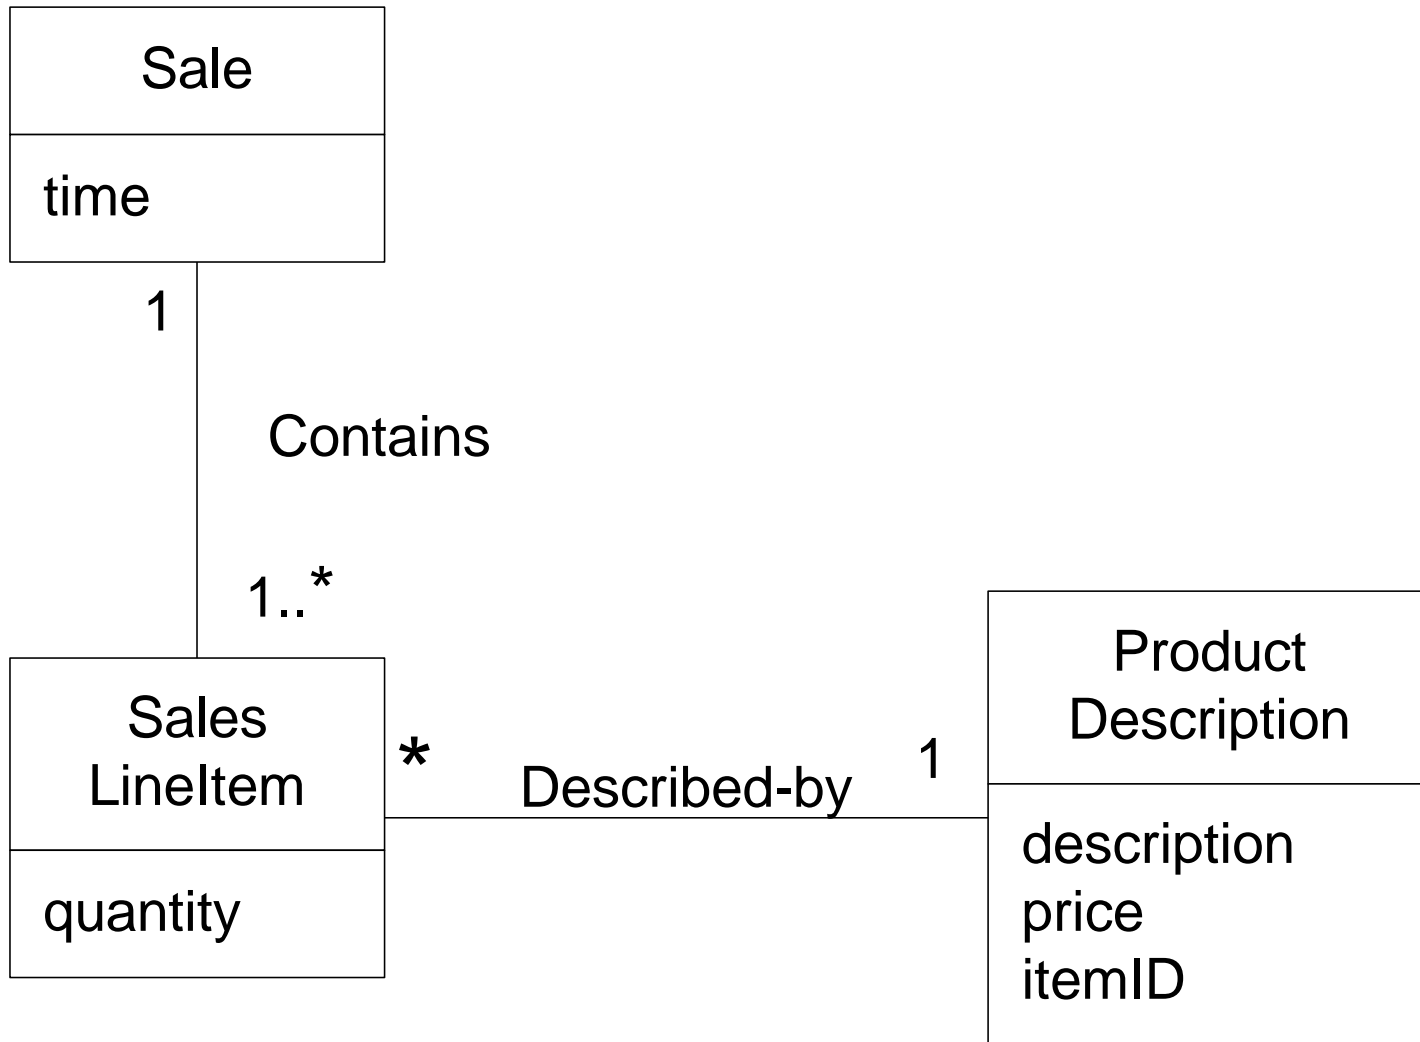 Sale
time
1
Contains
1..*
Sales
LineItem
quantity
*
Described-by
1
Product
Description
description
price
itemID